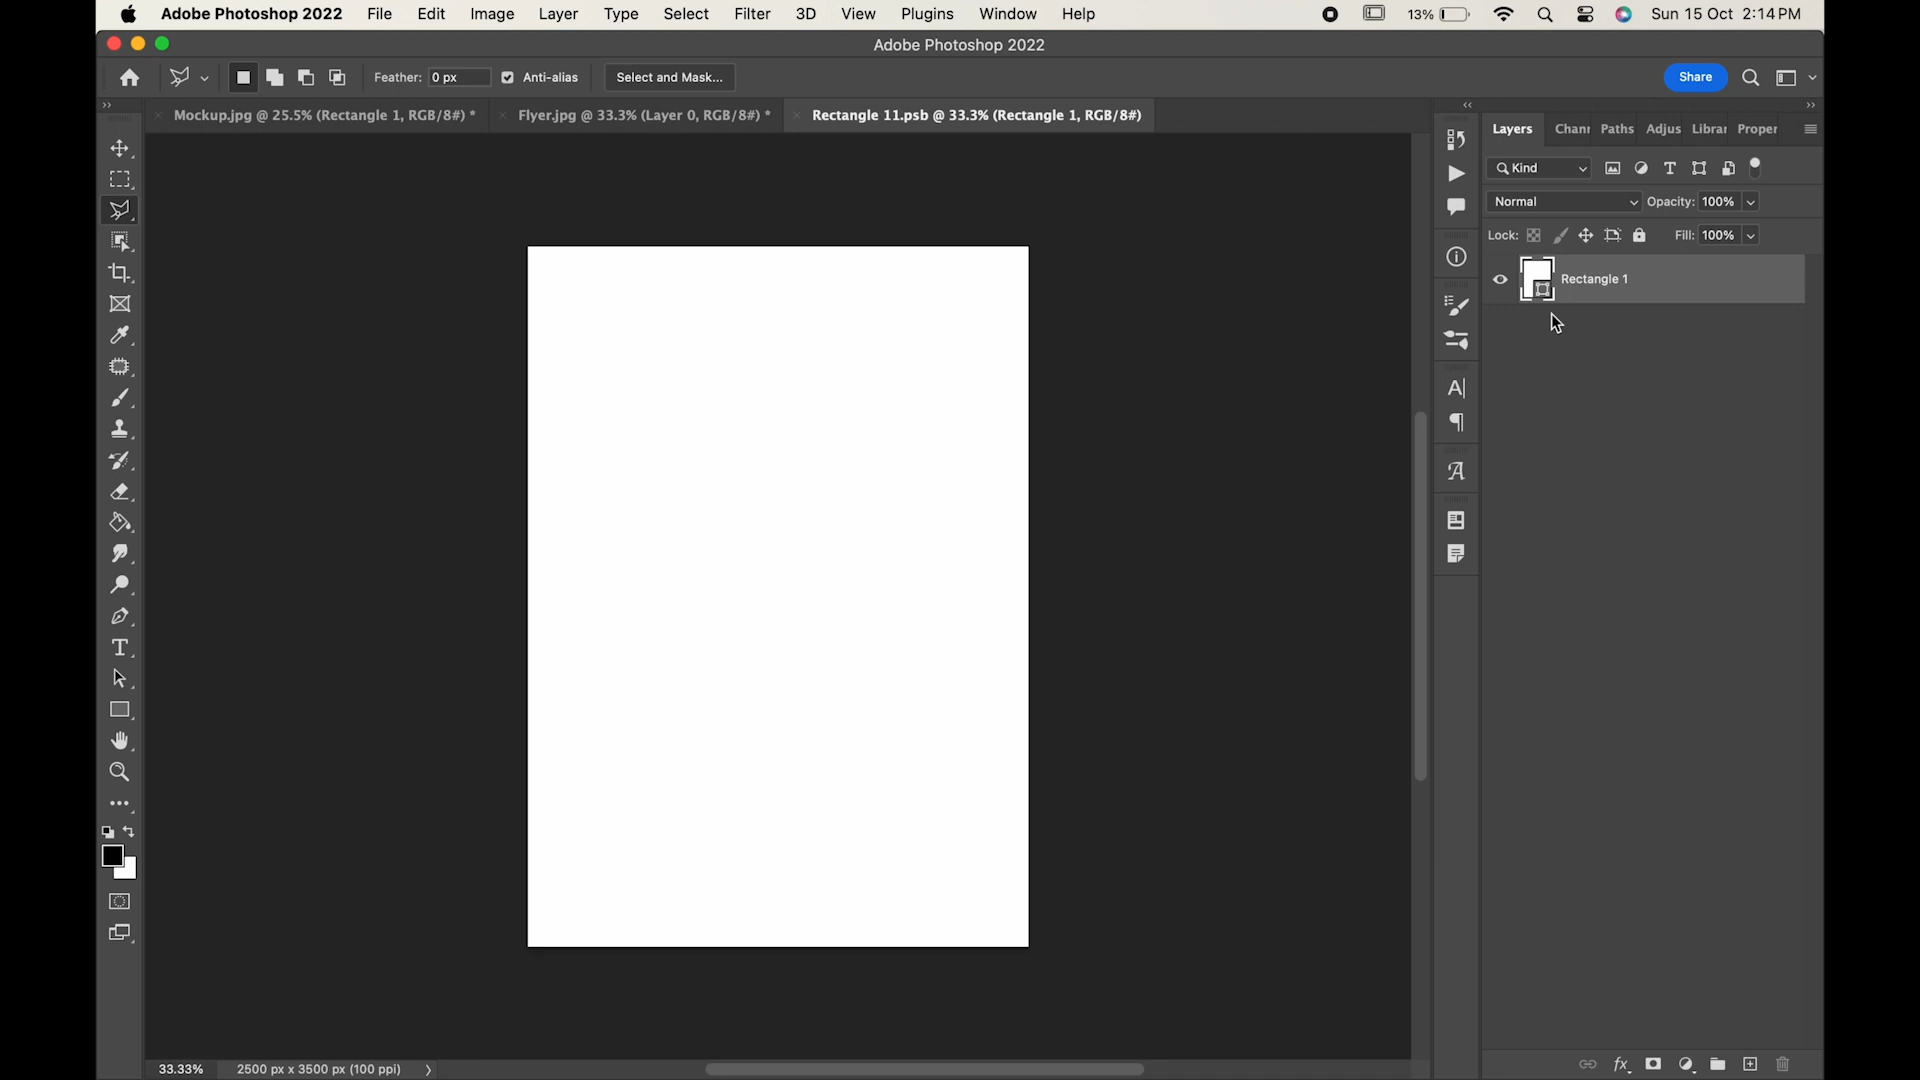 Adobe Photoshop 2022 File Edit Image Layer Type Select Filter 3D View Plugins Window Help 13% Sun 15 Oct 2:14 PM
Adobe Photoshop 2022
Feather: 0 px Anti-alias Select and Mask... Share
Mockup.jpg @ 25.5% (Rectangle 1, RGB/8#) * Flyer.jpg @ 33.3% (Layer 0, RGB/8#) * Rectangle 11.psb @ 33.3% (Rectangle 1, RGB/8#)
Layers Chann Paths Adjus Librar Proper
Kind
Normal Opacity: 100%
Lock: Fill: 100%
Rectangle 1
33.33% 2500 px x 3500 px (100 ppi)